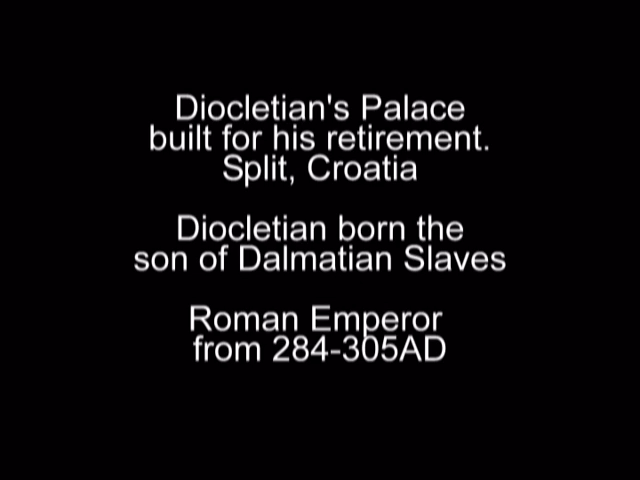 Diocletian's Palace
built for his retirement.
Split, Croatia
Diocletian born the
son of Dalmatian Slaves
Roman Emperor
from 284-305AD